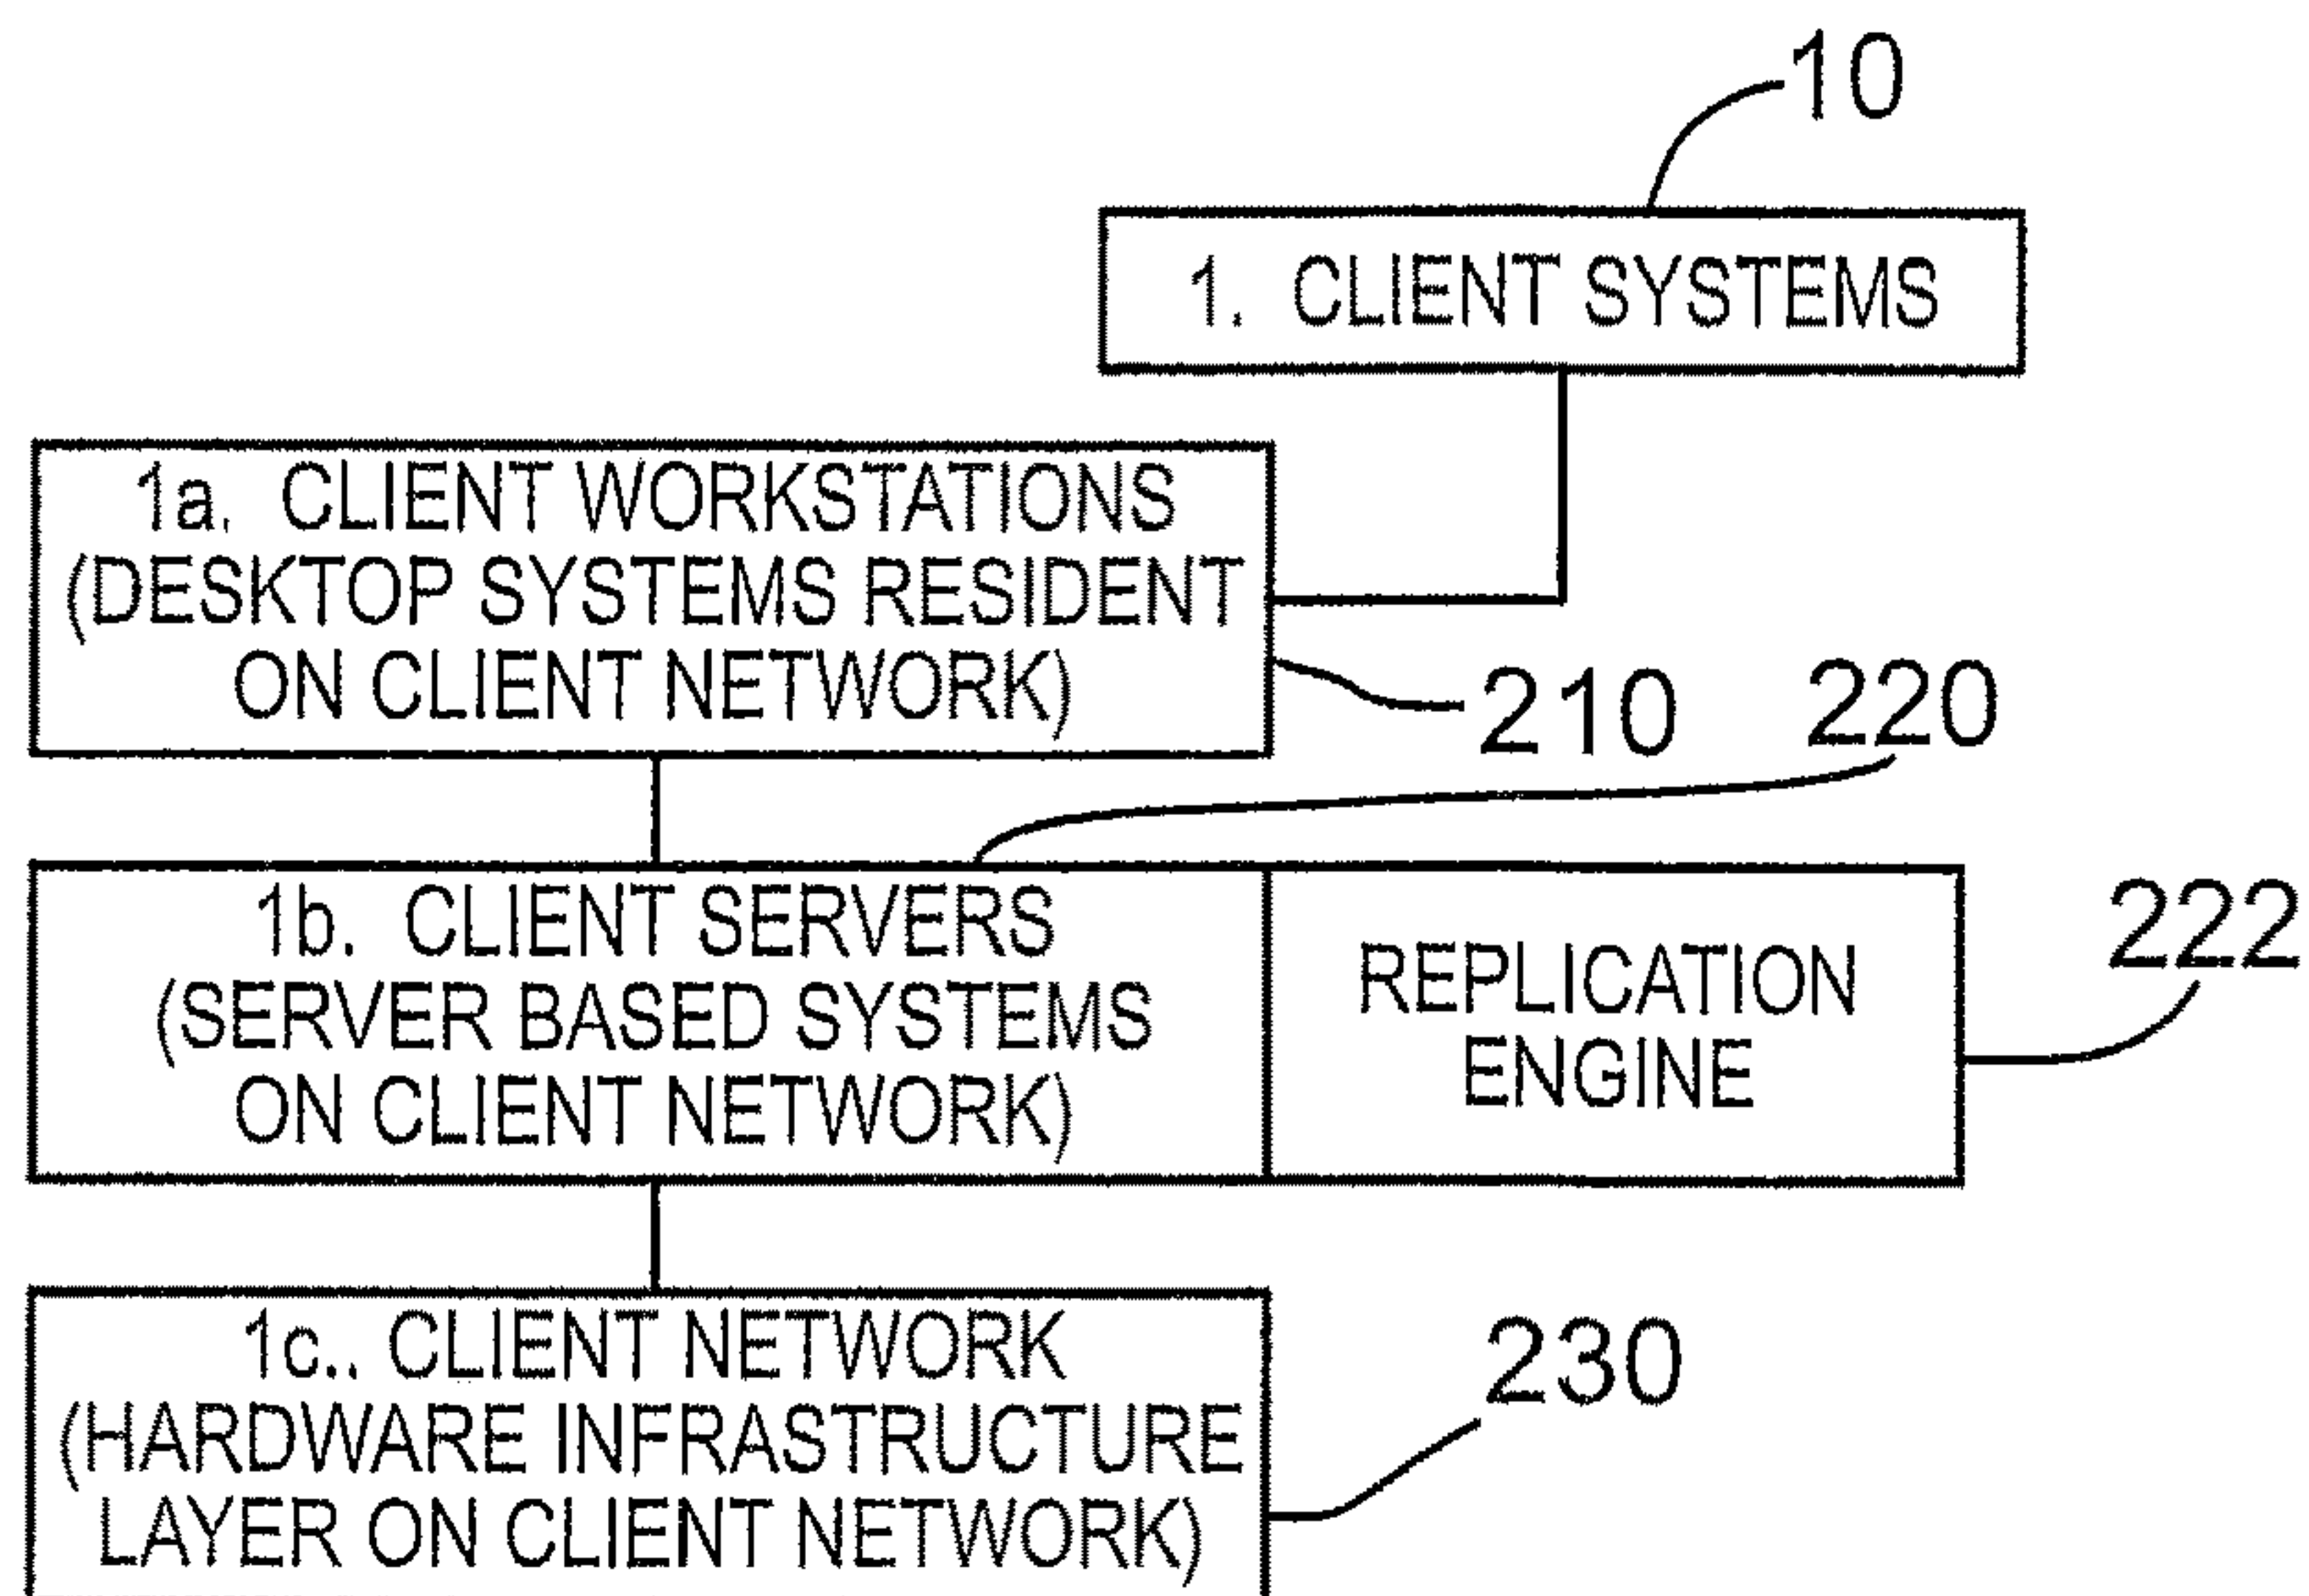 10
1. CLIENT SYSTEMS
1a. CLIENT WORKSTATIONS
(DESKTOP SYSTEMS RESIDENT
ON CLIENT NETWORK)
210
220
1b. CLIENT SERVERS
(SERVER BASED SYSTEMS
ON CLIENT NETWORK)
REPLICATION
ENGINE
222
1c.. CLIENT NETWORK
(HARDWARE INFRASTRUCTURE
LAYER ON CLIENT NETWORK)
230